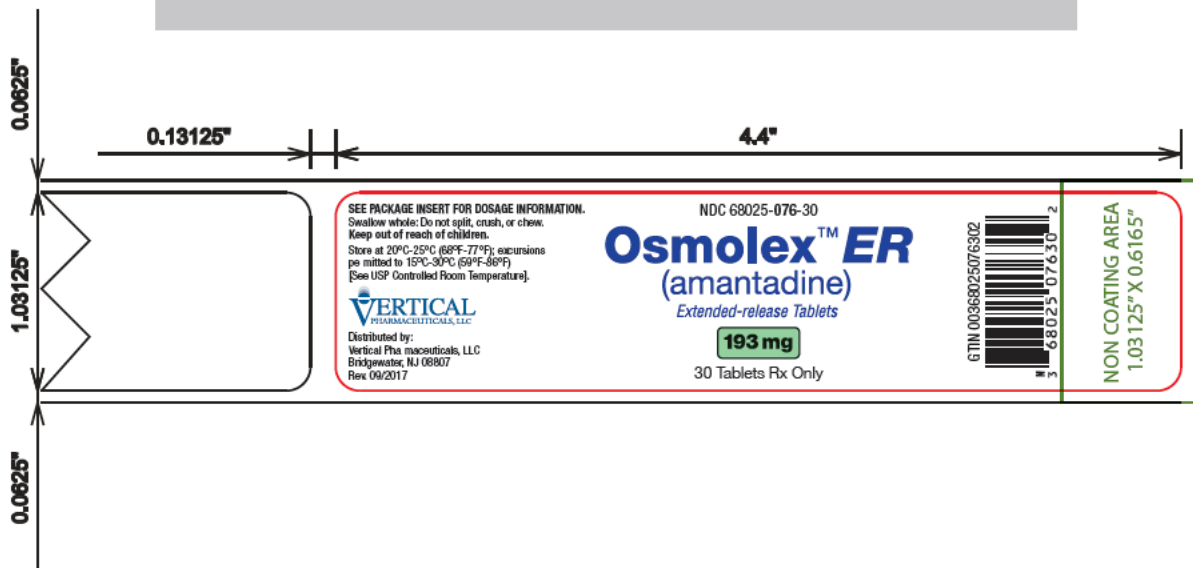 0.0625"
0.13125"
4.4"
1.03125"
0.0625"
SEE PACKAGE INSERT FOR DOSAGE INFORMATION.
Swallow whole: Do not split, crush, or chew.
Keep out of reach of children.
Store at 20°C-25°C (68°F-77°F); excursions
pe mitted to 15°C-30°C (59°F-86°F)
[See USP Controlled Room Temperature].
VERTICAL
PHARMACEUTICALS, LLC
Distributed by:
Vertical Pha maceuticals, LLC
Bridgewater, NJ 08807
Rev. 09/2017
NDC 68025-076-30
Osmolex™ ER
(amantadine)
Extended-release Tablets
193 mg
30 Tablets Rx Only
GTIN 00368025076302
N
3 68025 07630 2
NON COATING AREA
1.03125" X 0.6165"